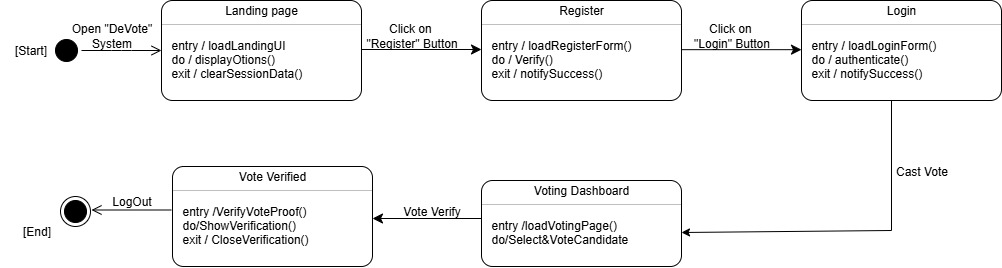 Landing page
Register
Login
Open "DeVote"
System
Click on
"Register" Button
Click on
"Login" Button
[Start]
entry / loadLandingUI
do / displayOtions()
exit / clearSessionData()
entry / loadRegisterForm()
do / Verify()
exit / notifySuccess()
entry / loadLoginForm()
do / authenticate()
exit / notifySuccess()
Cast Vote
Vote Verified
Voting Dashboard
LogOut
Vote Verify
[End]
entry /VerifyVoteProof()
do/ShowVerification()
exit / CloseVerification()
entry /loadVotingPage()
do/Select&VoteCandidate